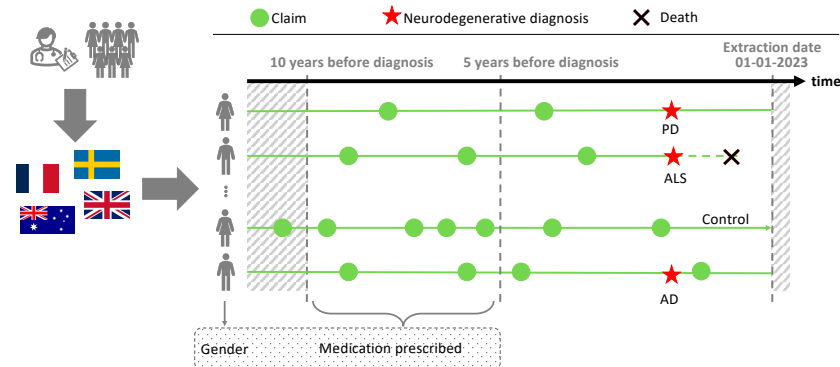 Claim
Neurodegenerative diagnosis
Death
10 years before diagnosis
5 years before diagnosis
Extraction date
01-01-2023
time
PD
ALS
Control
AD
Gender
Medication prescribed